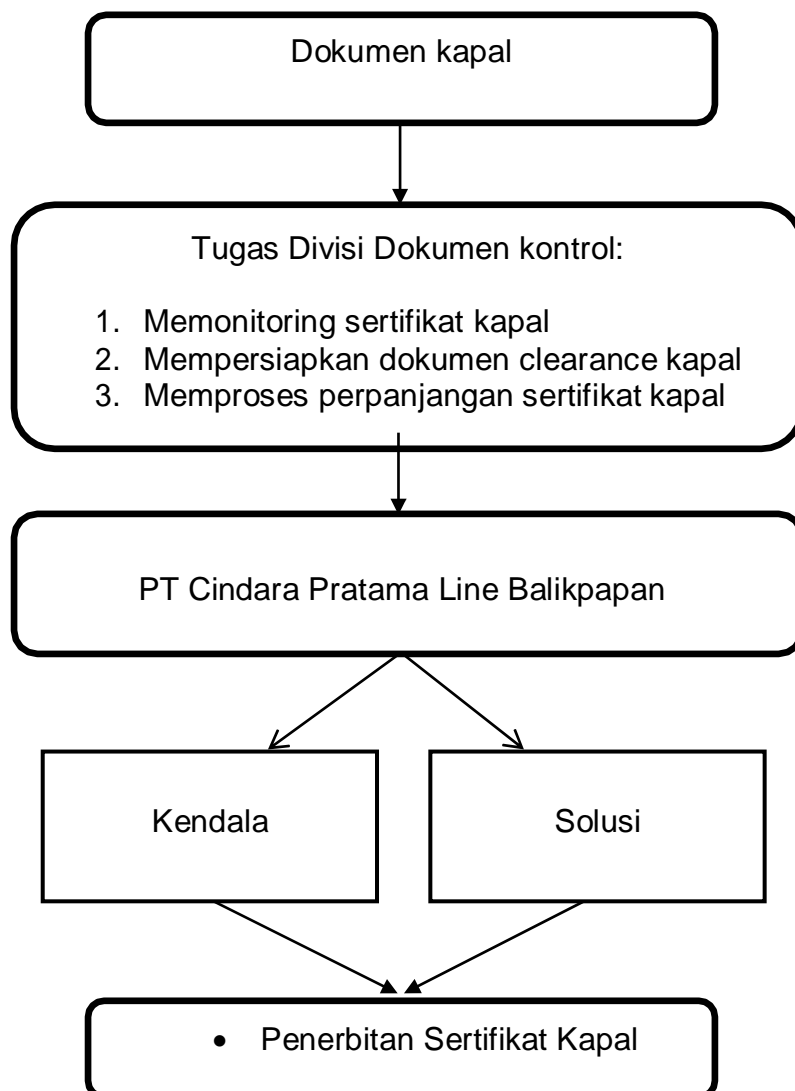 Dokumen kapal
Tugas Divisi Dokumen kontrol:
1. Memonitoring sertifikat kapal
2. Mempersiapkan dokumen clearance kapal
3. Memproses perpanjangan sertifikat kapal
PT Cindara Pratama Line Balikpapan
Kendala
Solusi
• Penerbitan Sertifikat Kapal